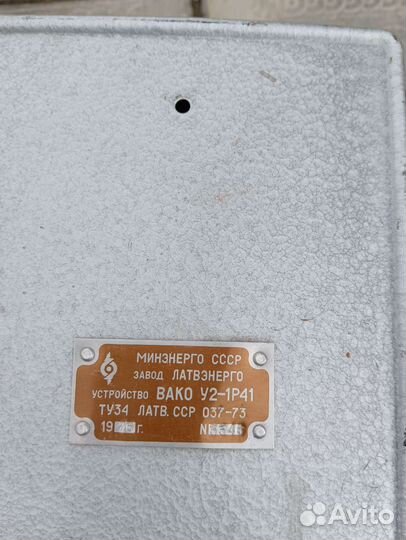 МИНЭНЕРГО СССР
ЗАВОД ЛАТВЭНЕРГО
УСТРОЙСТВО ВАКО У2-1Р41
ТУ34 ЛАТВ. ССР 037-73
Avito